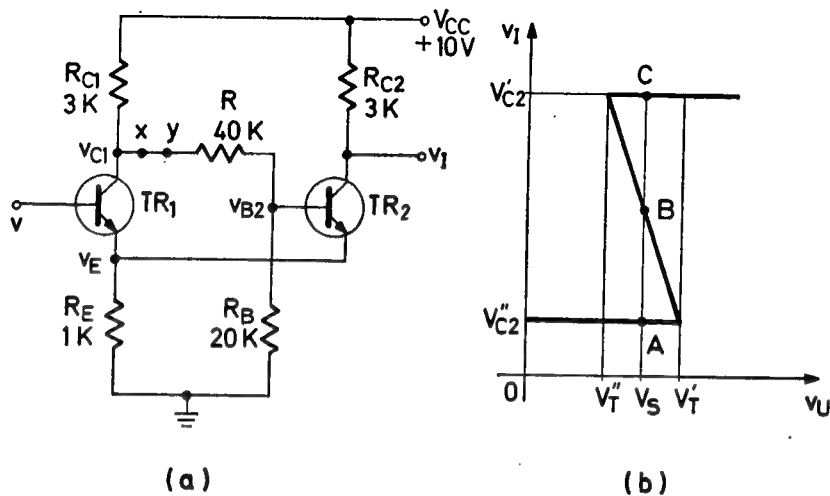 V_CC
+10V
R_C1
3K
R
40K
R_C2
3K
x y
v_C1
v_I
v
TR_1
v_B2
TR_2
v_E
R_E
1K
R_B
20K
(a)
v_I
C
V'_C2
B
V''_C2
A
0
V''_T
V_S
V'_T
v_U
(b)